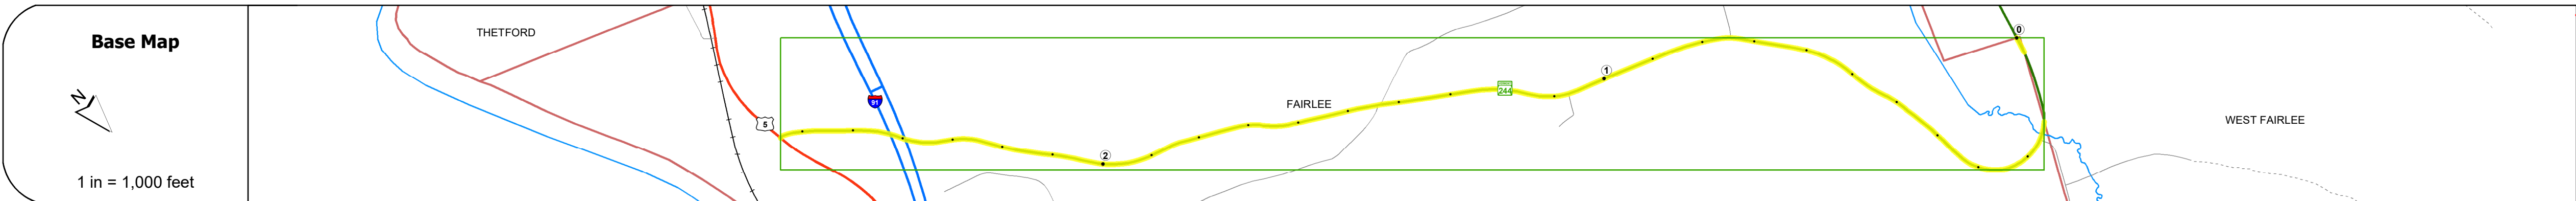 Base Map
N
1 in = 1,000 feet
THETFORD
5
91
2
FAIRLEE
244
1
0
WEST FAIRLEE